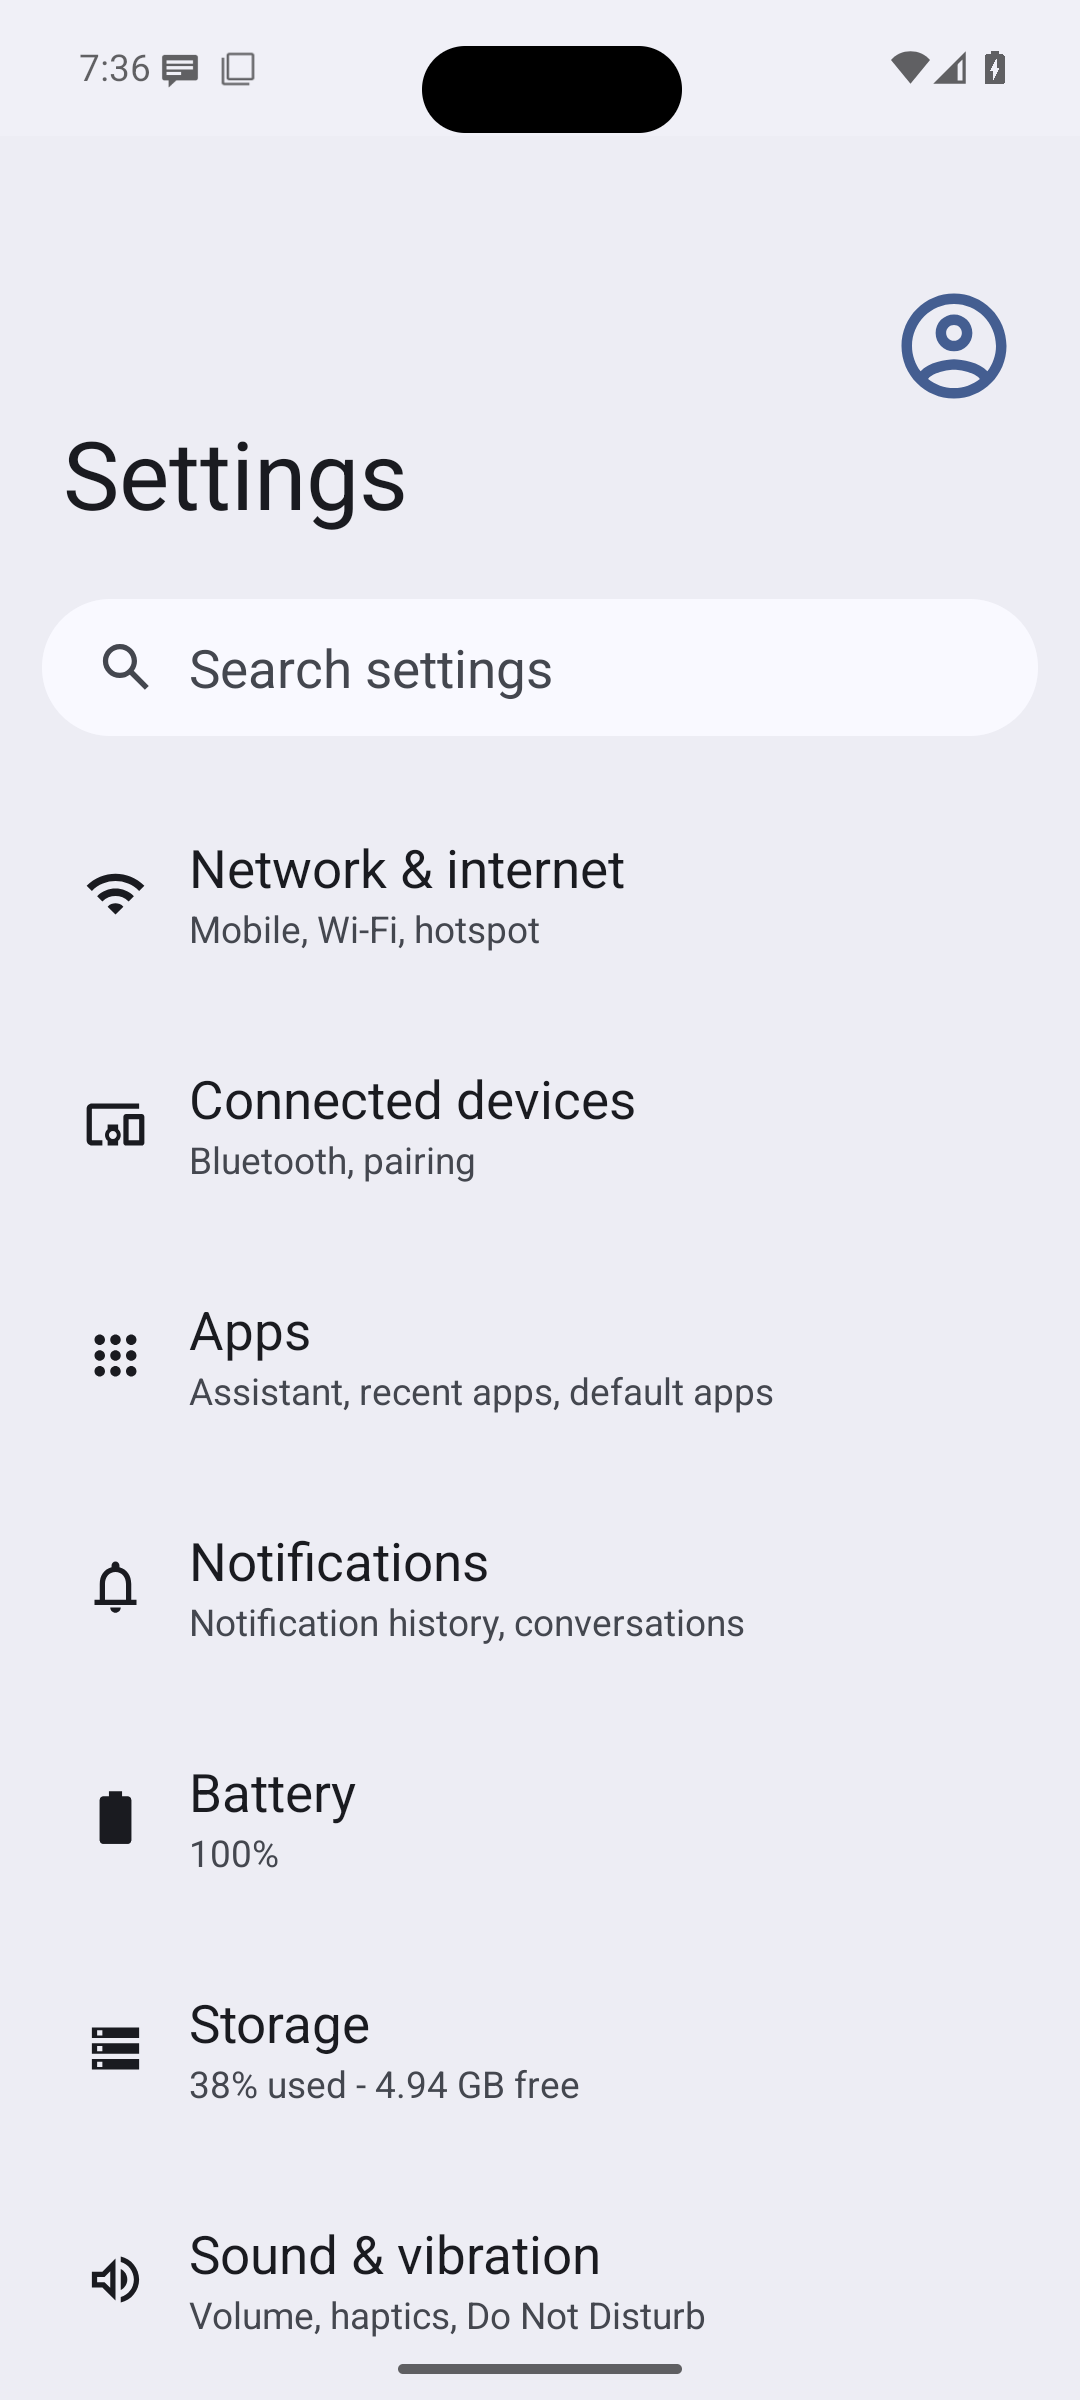 7:36
Settings
Search settings
Network & internet
Mobile, Wi-Fi, hotspot
Connected devices
Bluetooth, pairing
Apps
Assistant, recent apps, default apps
Notifications
Notification history, conversations
Battery
100%
Storage
38% used - 4.94 GB free
Sound & vibration
Volume, haptics, Do Not Disturb